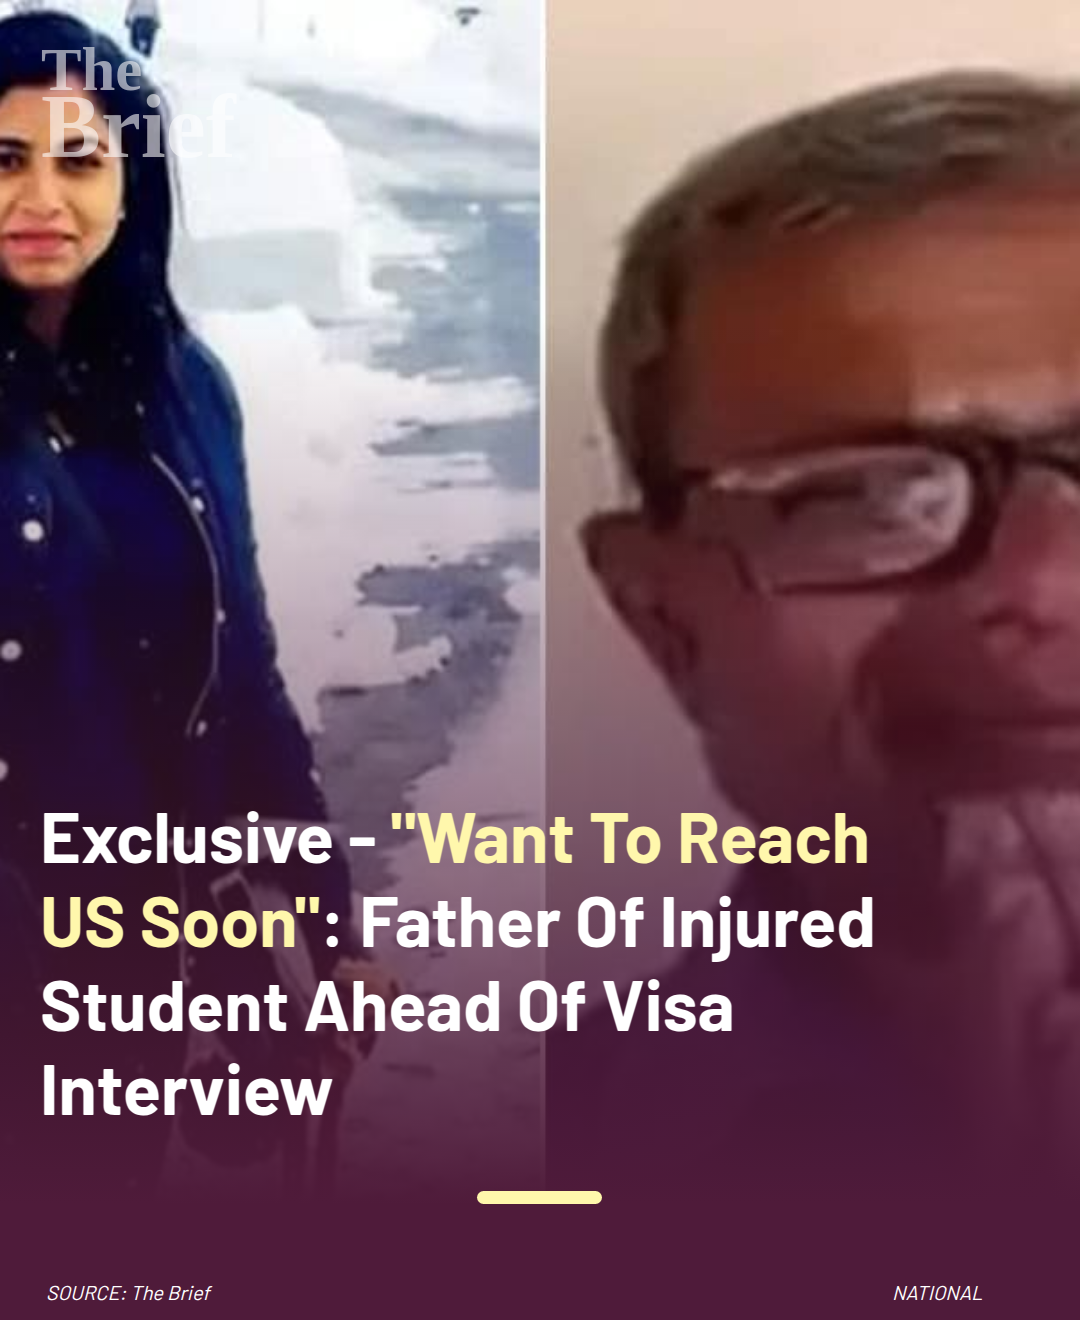 The
Brief
Exclusive - "Want To Reach
US Soon": Father Of Injured
Student Ahead Of Visa
Interview
SOURCE: The Brief
NATIONAL